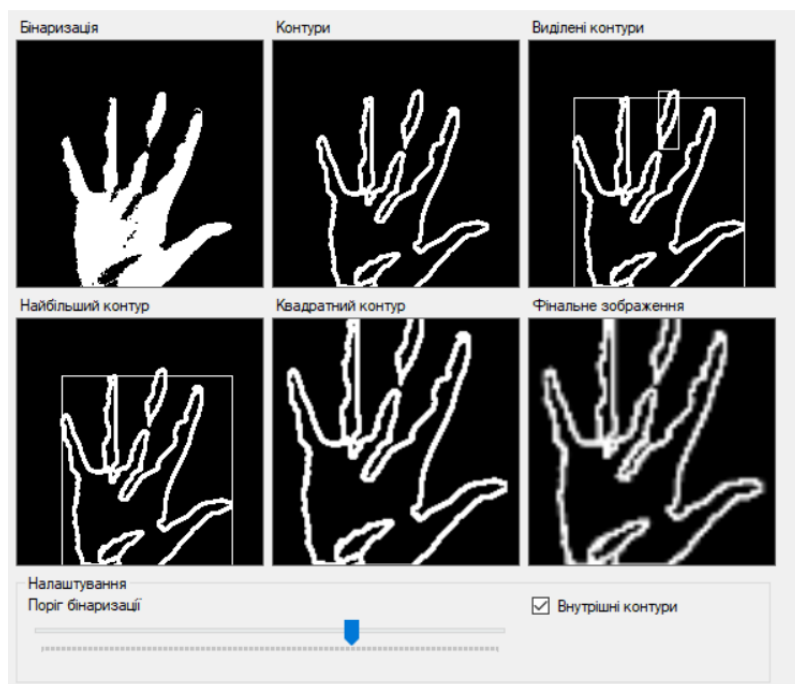 Бінаризація
Контури
Виділені контури
Найбільший контур
Квадратний контур
Фінальне зображення
Налаштування
Поріг бінаризації
Внутрішні контури